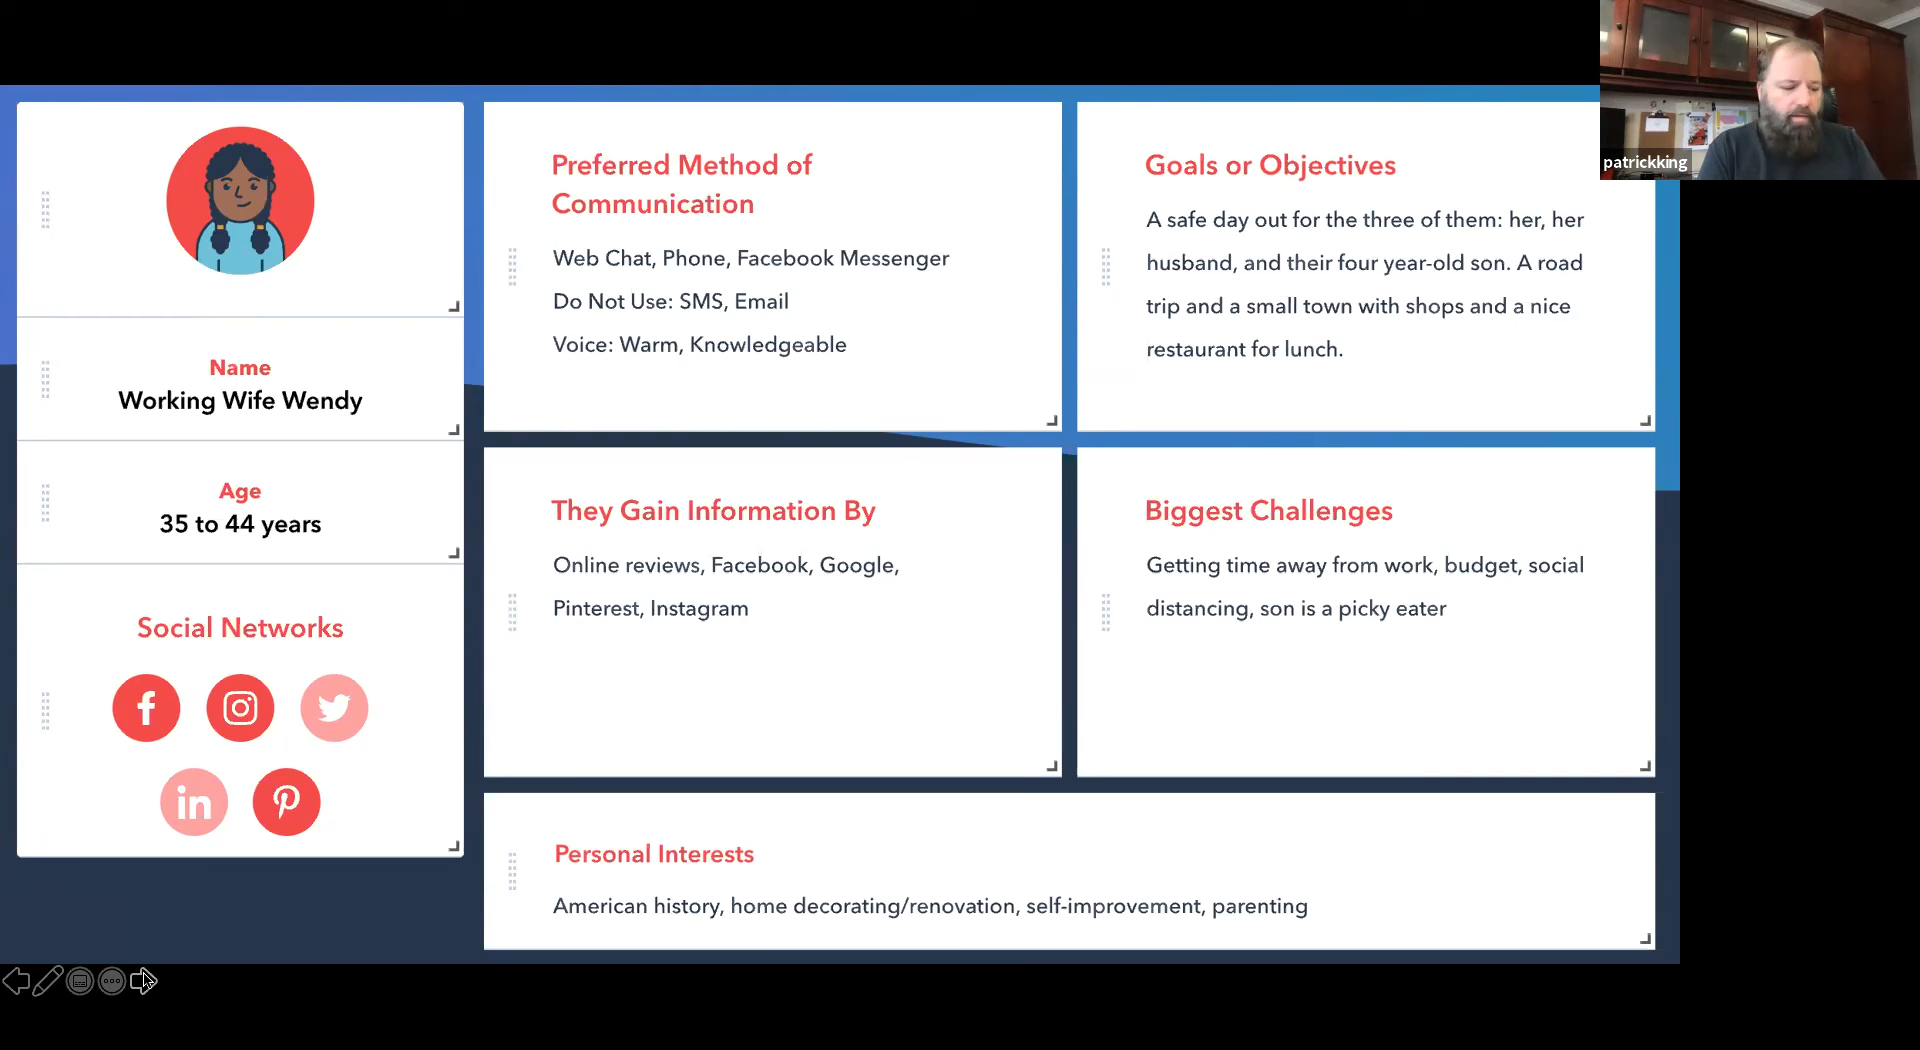 Name
Working Wife Wendy
Age
35 to 44 years
Social Networks
f
in
Preferred Method of
Communication
Web Chat, Phone, Facebook Messenger
Do Not Use: SMS, Email
Voice: Warm, Knowledgeable
Goals or Objectives
A safe day out for the three of them: her, her
husband, and their four year-old son. A road
trip and a small town with shops and a nice
restaurant for lunch.
They Gain Information By
Online reviews, Facebook, Google,
Pinterest, Instagram
Biggest Challenges
Getting time away from work, budget, social
distancing, son is a picky eater
Personal Interests
American history, home decorating/renovation, self-improvement, parenting
patrickking